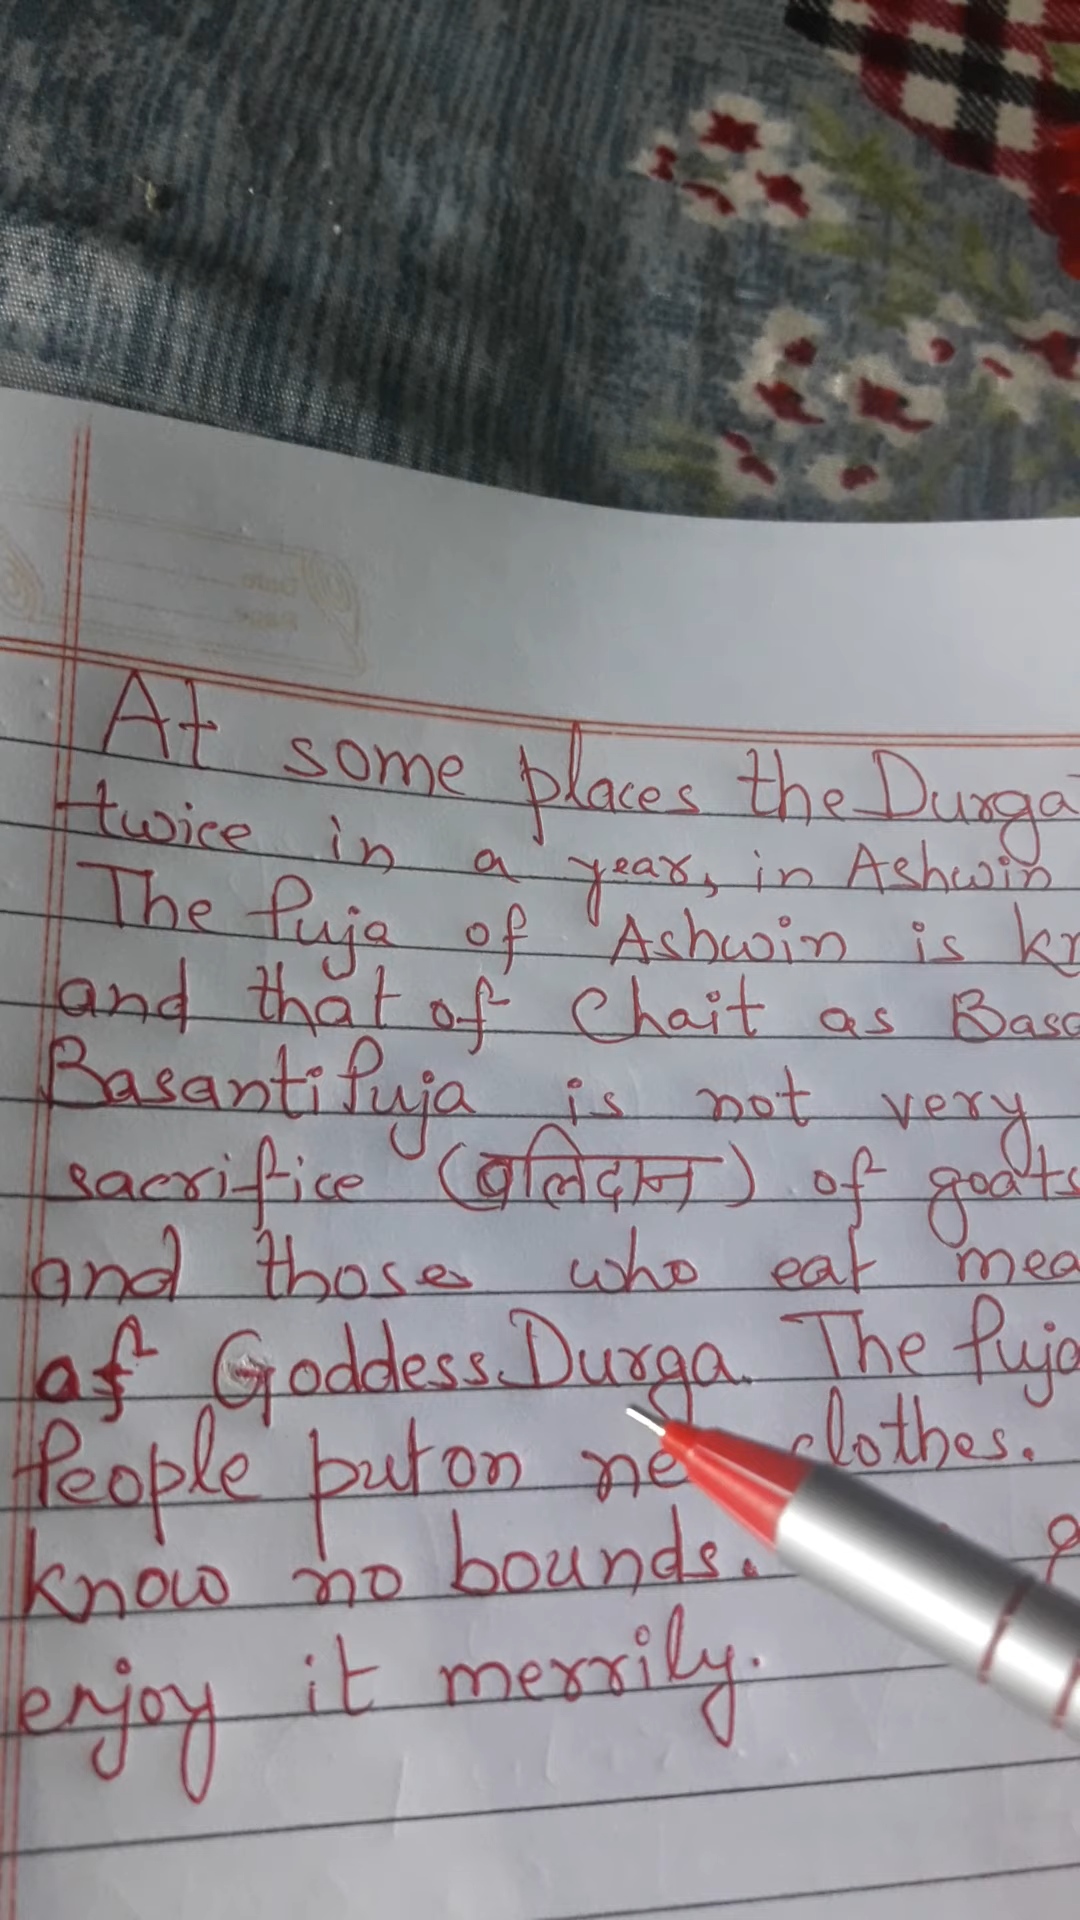 At some places the Durga
twice in a year, in Ashwin
The Puja of Ashwin is
and that of Chait as
Basanti Puja is not very
sacrifice (बलिदान) of goats
and those who eat
of Goddess Durga. The Puja
People put on clothes.
know no bounds.
enjoy it merrily.